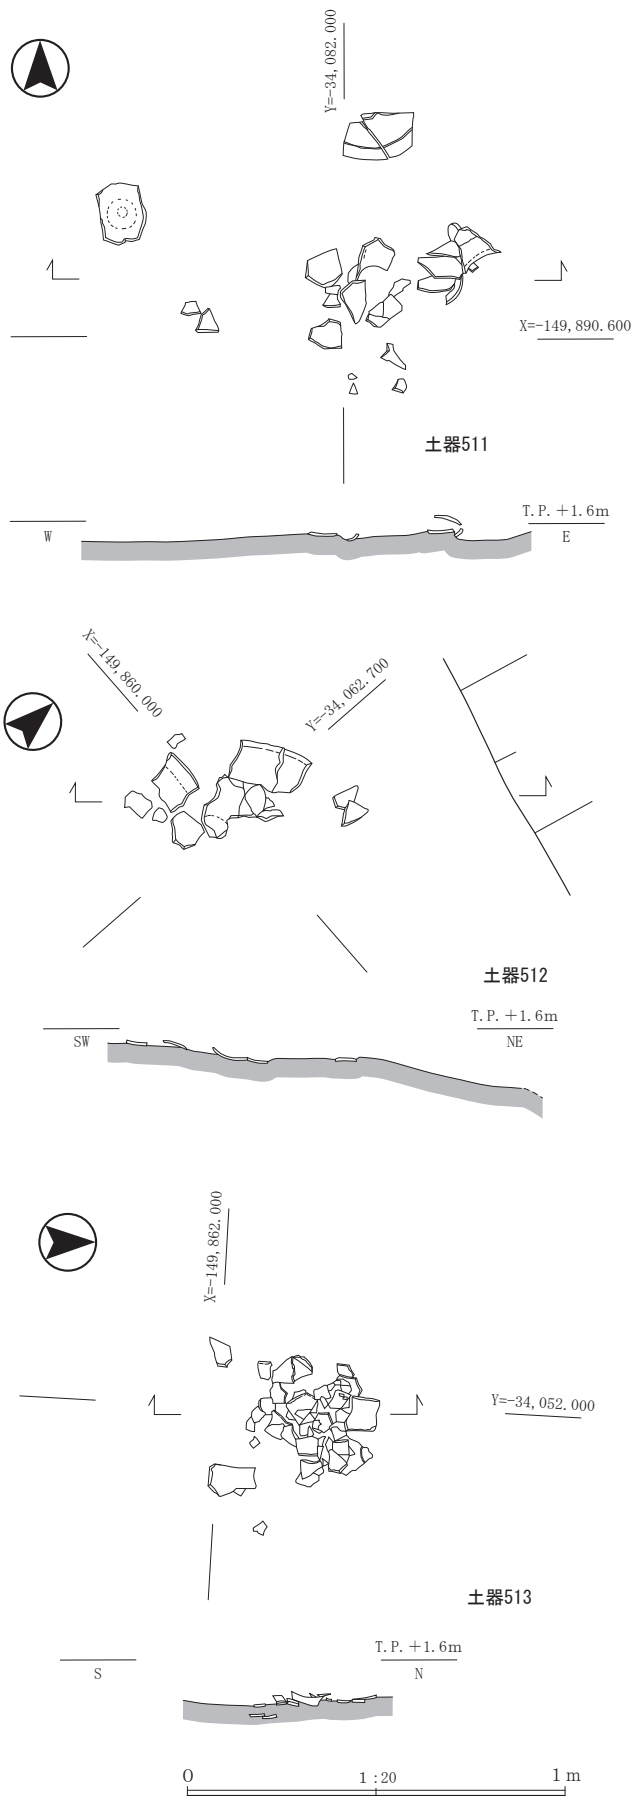 Y=-34,082.000
X=-149,890.600
土器511
T.P.+1.6m
W
E
X=-149,860.000
Y=-34,062.700
土器512
T.P.+1.6m
SW
NE
X=-149,862.000
Y=-34,052.000
土器513
T.P.+1.6m
S
N
0
1:20
1m